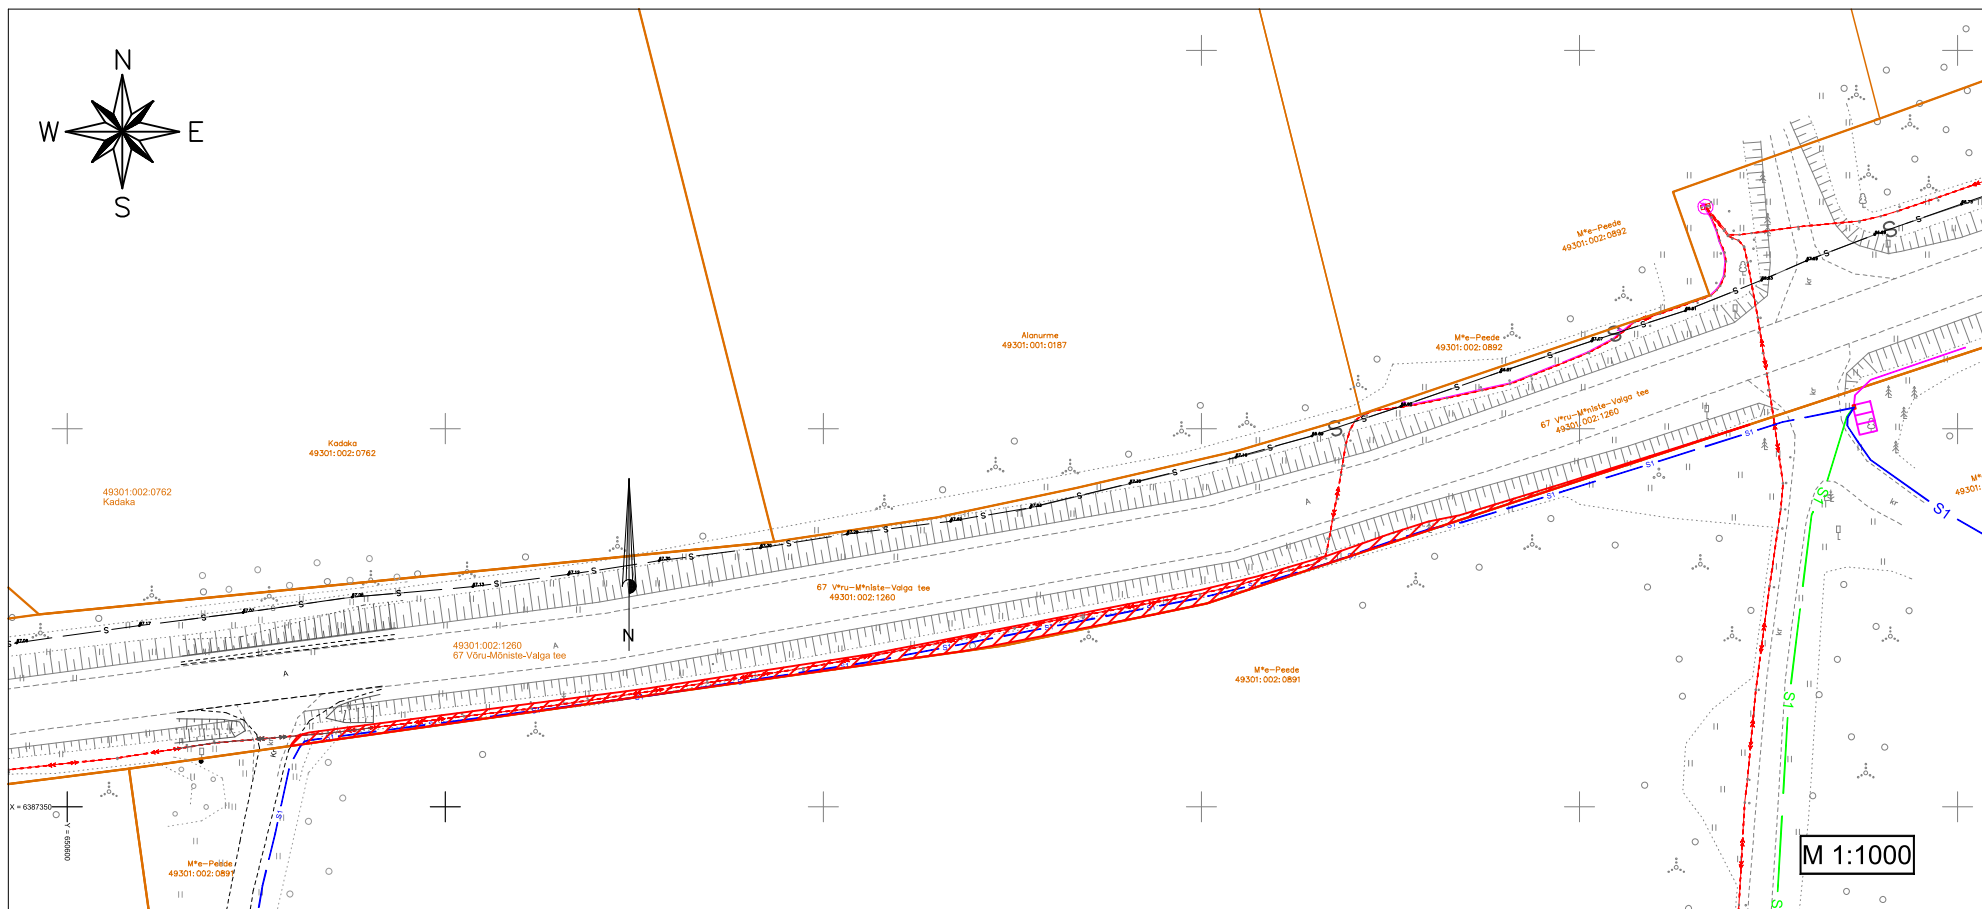 N
W E
S
M*e-Peede
49301:002:0892
Alanurme
49301:001:0187
M*e-Peede
49301:002:0892
67 V*ru-M*niste-Valga tee
49301:002:1260
Kadaka
49301:002:0762
49301:002:0762
Kadaka
67 V*ru-M*niste-Valga tee
49301:002:1260
49301:002:1260
67 Võru-Mõniste-Valga tee
N
M*e-Peede
49301:002:0891
M*
49301:
S1
S1
S1
X = 6387350
Y = 650600
M*e-Peede
49301:002:0891
M 1:1000